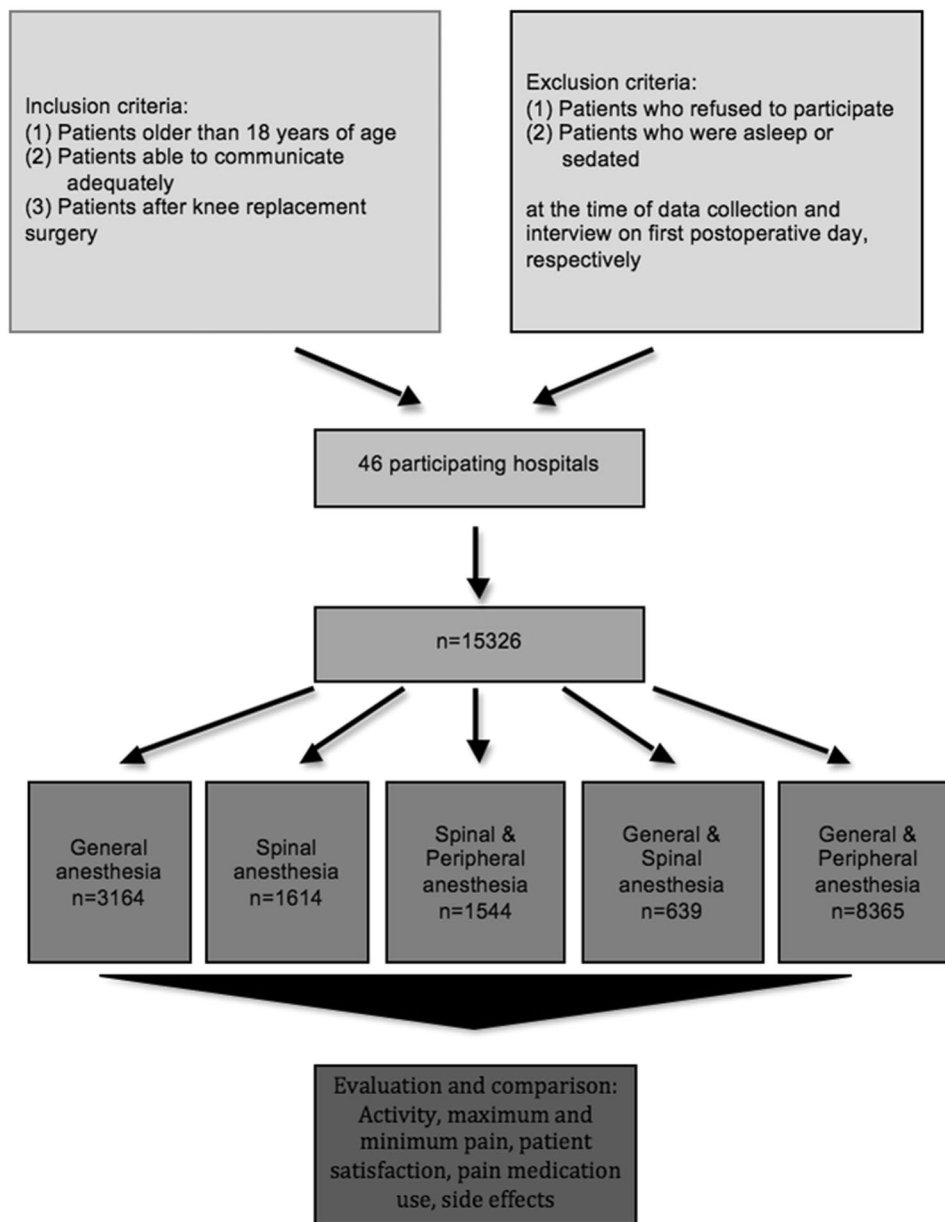 Inclusion criteria:
(1) Patients older than 18 years of age
(2) Patients able to communicate
adequately
(3) Patients after knee replacement
surgery
Exclusion criteria:
(1) Patients who refused to participate
(2) Patients who were asleep or
sedated
at the time of data collection and
interview on first postoperative day,
respectively
46 participating hospitals
n=15326
General
anesthesia
n=3164
Spinal
anesthesia
n=1614
Spinal &
Peripheral
anesthesia
n=1544
General &
Spinal
anesthesia
n=639
General &
Peripheral
anesthesia
n=8365
Evaluation and comparison:
Activity, maximum and
minimum pain, patient
satisfaction, pain medication
use, side effects